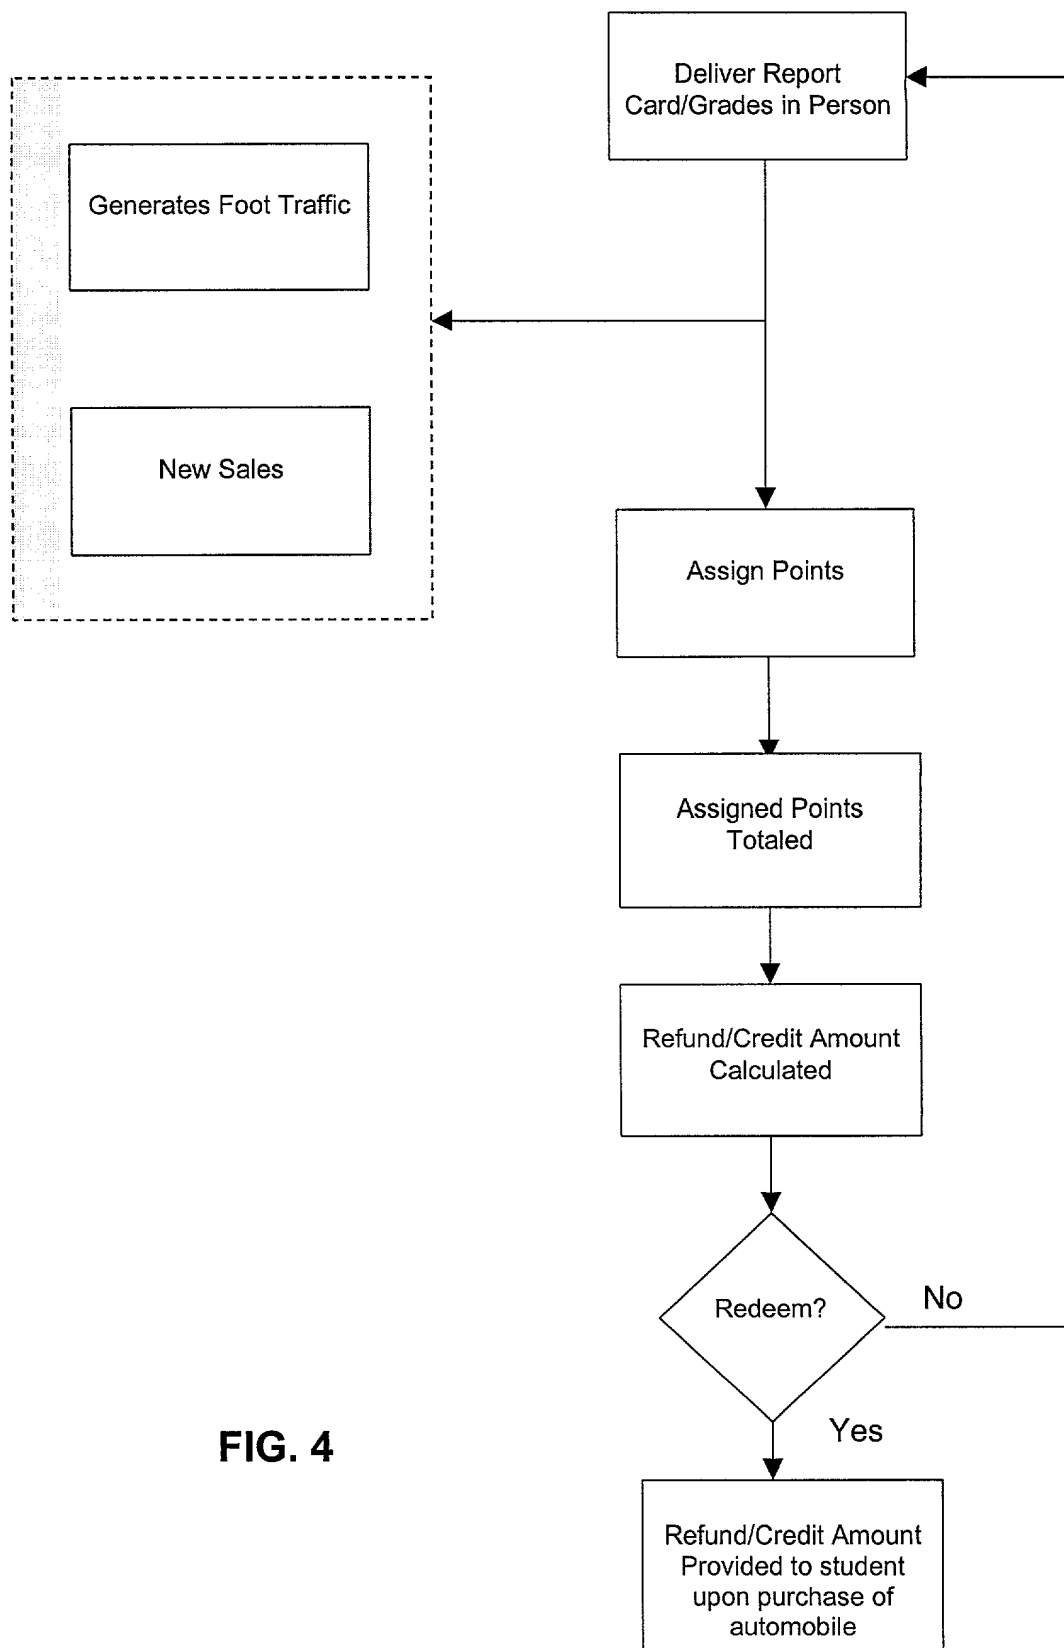 Deliver Report
Card/Grades in Person
Generates Foot Traffic
New Sales
Assign Points
Assigned Points
Totaled
Refund/Credit Amount
Calculated
Redeem?
No
Yes
FIG. 4
Refund/Credit Amount
Provided to student
upon purchase of
automobile